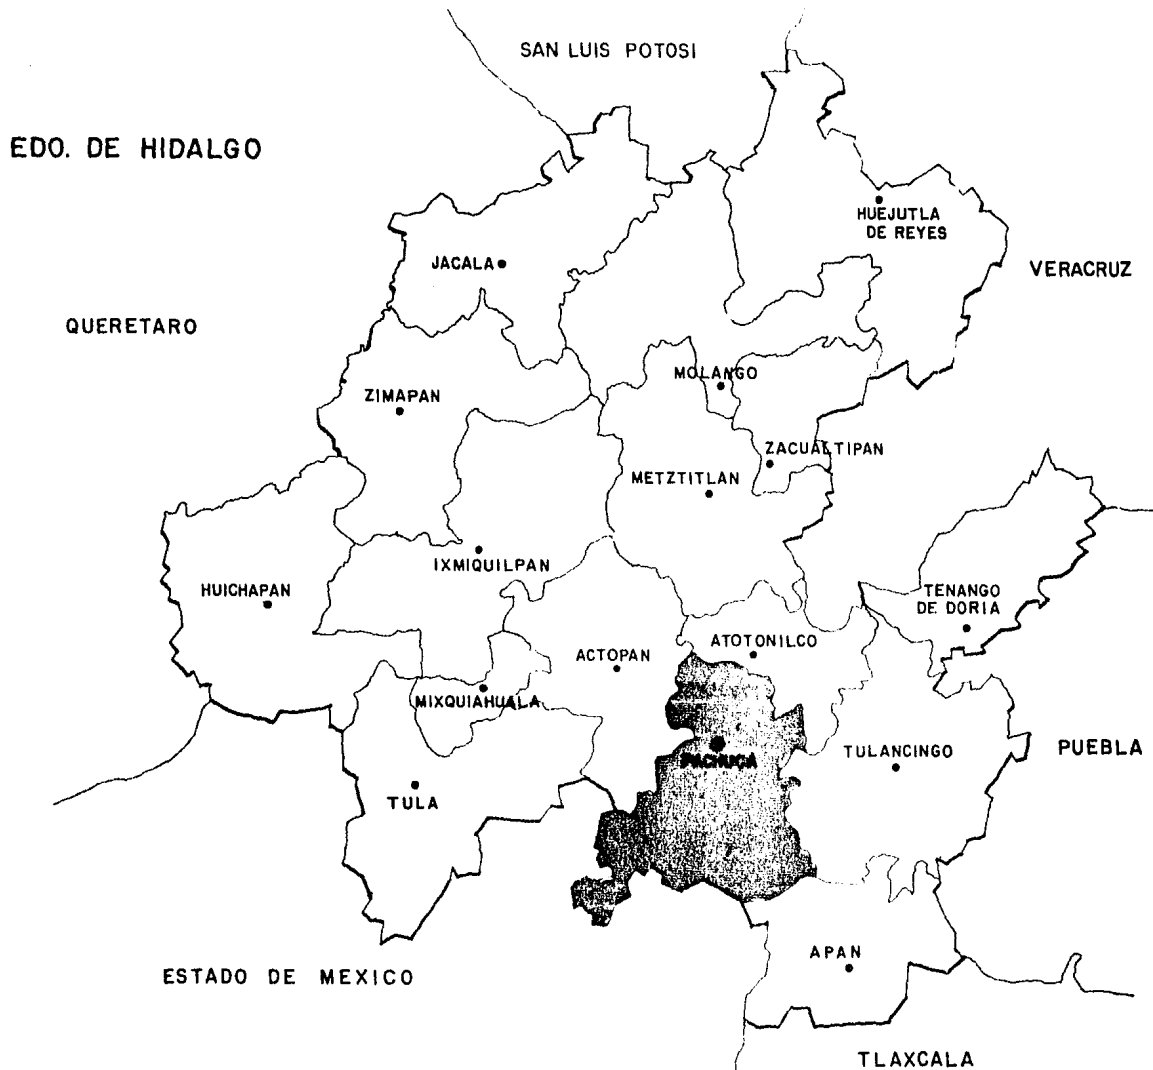 SAN LUIS POTOSI
EDO. DE HIDALGO
HUEJUTLA
DE REYES
JACALA
VERACRUZ
QUERETARO
MOLANGO
ZIMAPAN
ZACUALTIPAN
METZTITLAN
IXMIQUILPAN
HUICHAPAN
TENANGO
DE DORIA
ATOTONILCO
ACTOPAN
MIXQUIAHUALA
PUEBLA
TULANCINGO
PACHUCA
TULA
APAN
ESTADO DE MEXICO
TLAXCALA